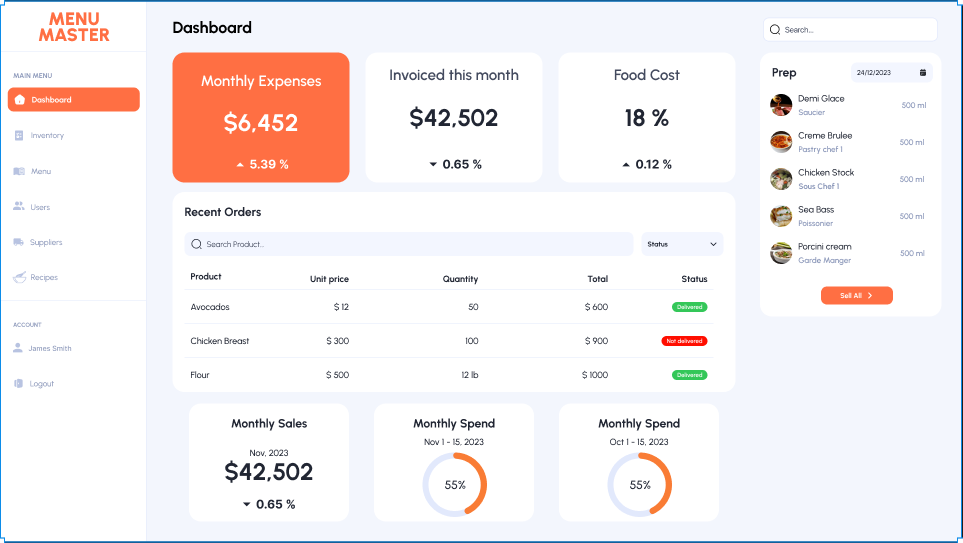 MENU
MASTER
MAIN MENU
Dashboard
Inventory
Menu
Users
Suppliers
Recipes
ACCOUNT
James Smith
Logout
Dashboard
Monthly Expenses
$6,452
5.39 %
Invoiced this month
$42,502
0.65 %
Food Cost
18 %
0.12 %
Recent Orders
Search Product..
Status
Product Unit price Quantity Total Status
Avocados $ 12 50 $ 600 Delivered
Chicken Breast $ 300 100 $ 900 Not delivered
Flour $ 500 12 lb $ 1000 Delivered
Monthly Sales
Nov, 2023
$42,502
0.65 %
Monthly Spend
Nov 1 - 15, 2023
55%
Monthly Spend
Oct 1 - 15, 2023
55%
Search...
Prep 24/12/2023
Demi Glace
Saucier
500 ml
Creme Brulee
Pastry chef 1
500 ml
Chicken Stock
Sous Chef 1
500 ml
Sea Bass
Poissonier
500 ml
Porcini cream
Garde Manger
500 ml
Sell All